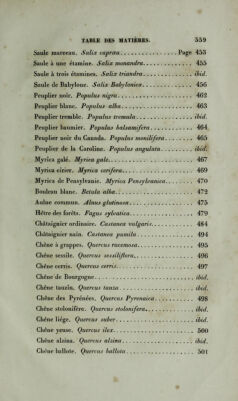 TABLE DES MATIÈRES. 559
Saule marceau. Salix caprea................Page 453
Saule à une étamine. Salix monandra............. 455
Saule à trois étamines. Salix triandra............. ibid.
Saule de Babylone. Salix Babylonica............. 456
Peuplier noir. Populus nigra.................... 462
Peuplier blanc. Populus alba.................... 463
Peuplier tremble. Populus tremula............... ibid.
Peuplier baumier. Populus balsamifera........... 464
Peuplier noir du Canada. Populus monilifera...... 465
Peuplier de la Caroline. Populus angulata........ ibid.
Myrica galé. Myrica gale....................... 467
Myrica cirier. Myrica cerifera................... 469
Myrica de Pensylvanie. Myrica Pensylvanica...... 470
Bouleau blanc. Betula alba..................... 472
Aulne commun. Alnus glutinosa................. 475
Hêtre des forêts. Fagus sylvatica................ 479
Châtaignier ordinaire. Castanea vulgaris.......... 484
Châtaignier nain. Castanea pumila............... 494
Chêne à grappes. Quercus racemosa.............. 495
Chêne sessile. Quercus sessiliflora................ 496
Chêne cerris. Quercus cerris.................... 497
Chêne de Bourgogne........................... ibid.
Chêne tauzin. Quercus tauza.................... ibid.
Chêne des Pyrénées. Quercus Pyrenaica.......... 498
Chêne stolonifère. Quercus stolonifera............ ibid.
Chêne liége. Quercus suber..................... ibid.
Chêne yeuse. Quercus ilex...................... 500
Chêne alzina. Quercus alzina.................... ibid.
Chêne ballote. Quercus ballota.................. 501